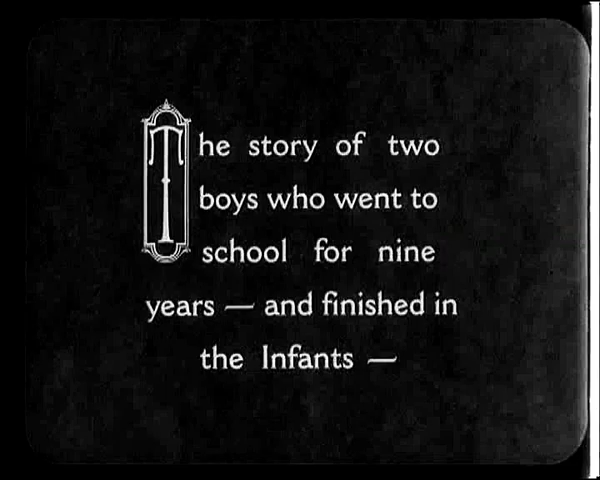 The story of two
boys who went to
school for nine
years — and finished in
the Infants —